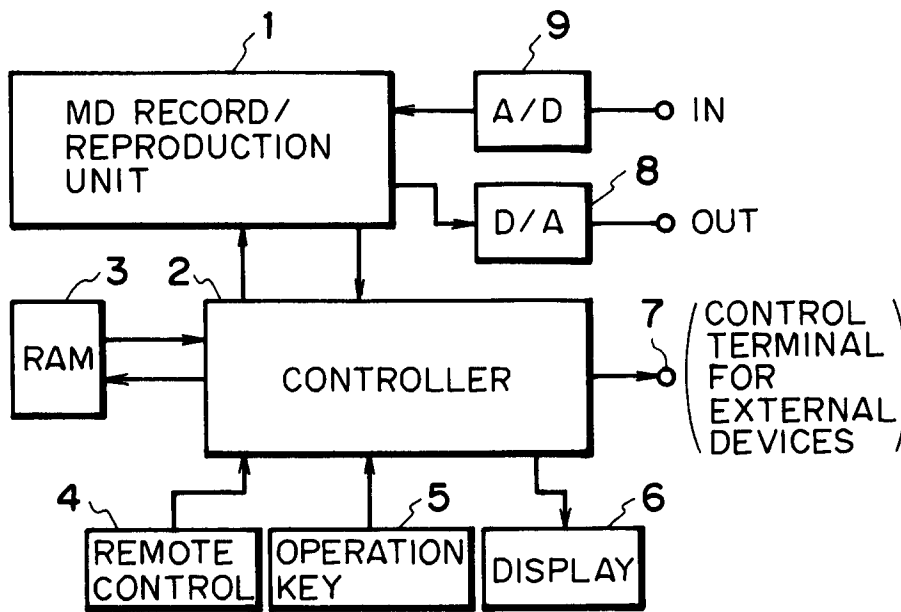 1
9
MD RECORD/
REPRODUCTION
UNIT
A/D
IN
8
D/A
OUT
3
2
7
RAM
CONTROLLER
(CONTROL
TERMINAL
FOR
EXTERNAL
DEVICES)
4
5
6
REMOTE
CONTROL
OPERATION
KEY
DISPLAY